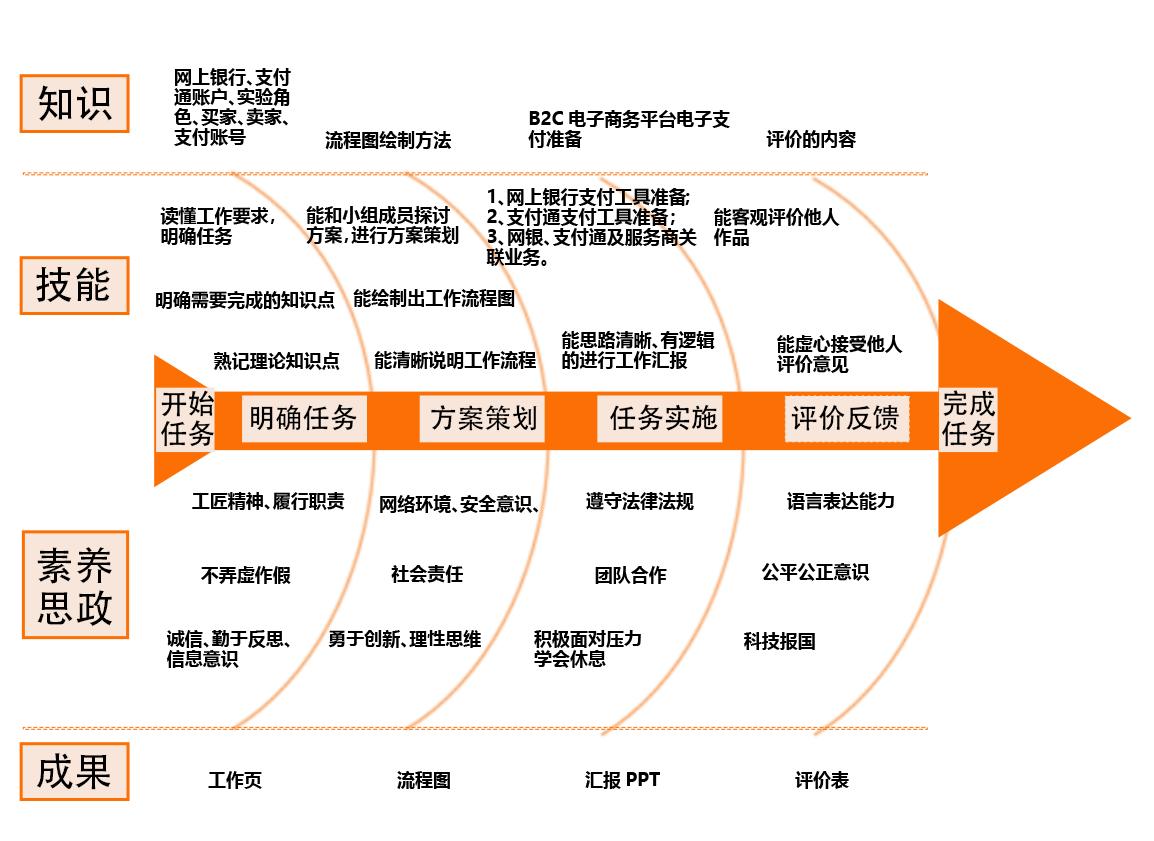 知识
网上银行、支付
通账户、实验角
色、买家、卖家、
支付账号
流程图绘制方法
B2C 电子商务平台电子支
付准备
评价的内容
技能
读懂工作要求，
明确任务
能和小组成员探讨
方案，进行方案策划
1、网上银行支付工具准备；
2、支付通支付工具准备；
3、网银、支付通及服务商关
联业务。
能客观评价他人
作品
明确需要完成的知识点
能绘制出工作流程图
熟记理论知识点
能清晰说明工作流程
能思路清晰、有逻辑
的进行工作汇报
能虚心接受他人
评价意见
开始
任务
明确任务
方案策划
任务实施
评价反馈
完成
任务
素养
思政
工匠精神、履行职责
网络环境、安全意识、
遵守法律法规
语言表达能力
不弄虚作假
社会责任
团队合作
公平公正意识
诚信、勤于反思、
信息意识
勇于创新、理性思维
积极面对压力
学会休息
科技报国
成果
工作页
流程图
汇报 PPT
评价表